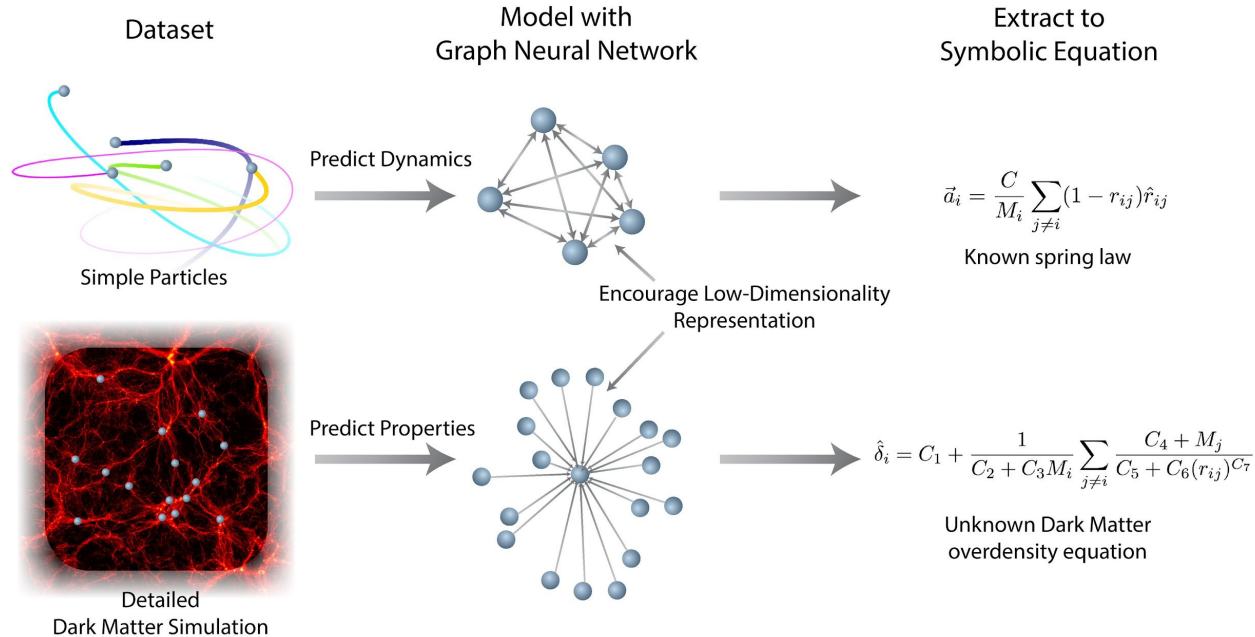 Dataset
Model with
Graph Neural Network
Extract to
Symbolic Equation
Predict Dynamics
Simple Particles
$\vec{a}_i = \frac{C}{M_i} \sum_{j \neq i} (1 - r_{ij}) \hat{r}_{ij}$
Known spring law
Encourage Low-Dimensionality
Representation
Predict Properties
Detailed
Dark Matter Simulation
$\hat{\delta}_i = C_1 + \frac{1}{C_2 + C_3 M_i} \sum_{j \neq i} \frac{C_4 + M_j}{C_5 + C_6 (r_{ij})^{C_7}}$
Unknown Dark Matter
overdensity equation